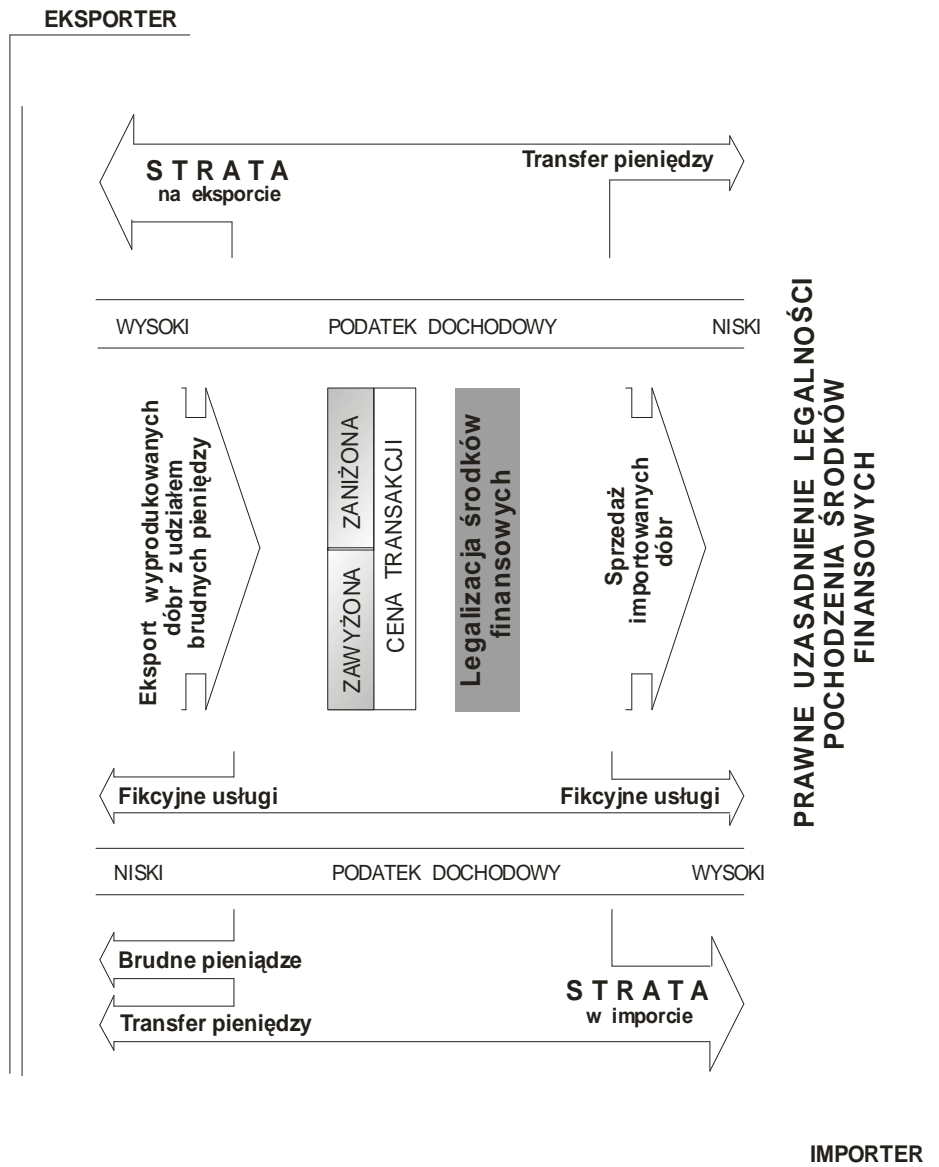 EKSPORTER
S T R A T A
na eksporcie
Transfer pieniędzy
WYSOKI PODATEK DOCHODOWY NISKI
Eksport wyprodukowanych
dóbr z udziałem
brudnych pieniędzy
ZAWYŻONA ZANIŻONA
CENA TRANSAKCJI
Legalizacja środków
finansowych
Sprzedaż
importowanych
dóbr
PRAWNE UZASADNIENIE LEGALNOŚCI
POCHODZENIA ŚRODKÓW
FINANSOWYCH
Fikcyjne usługi Fikcyjne usługi
NISKI PODATEK DOCHODOWY WYSOKI
Brudne pieniądze
Transfer pieniędzy
S T R A T A
w imporcie
IMPORTER